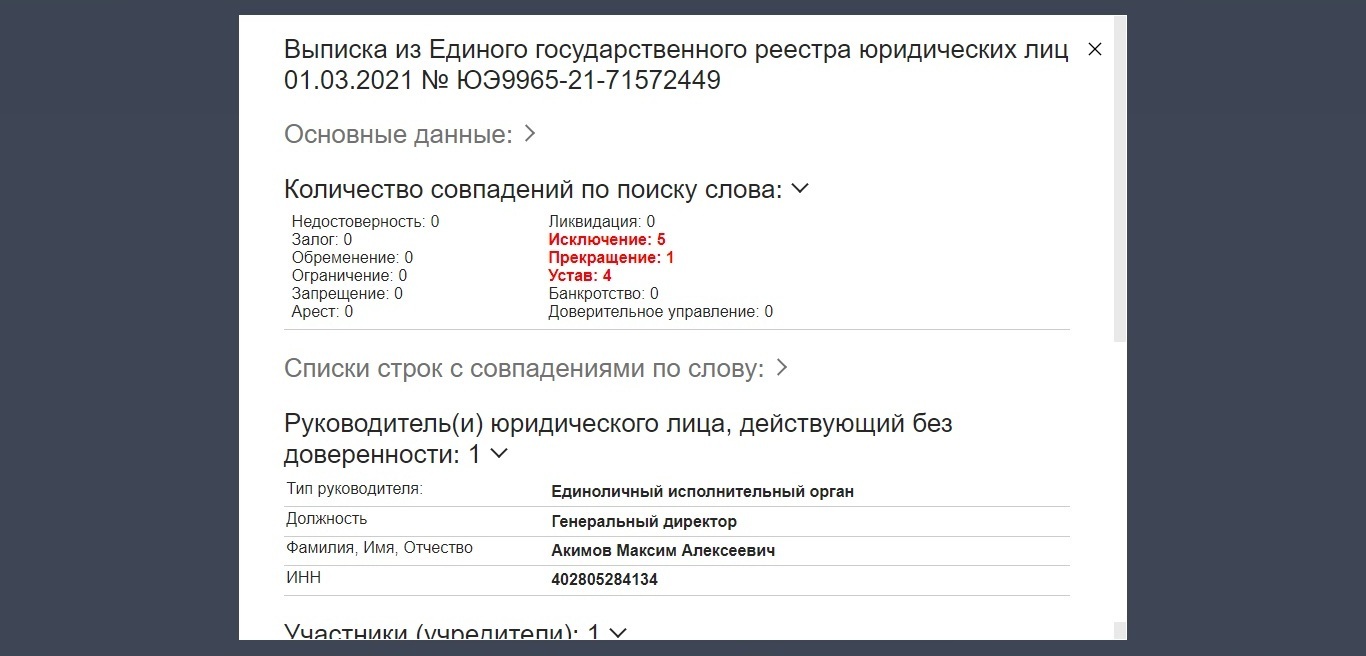 Выписка из Единого государственного реестра юридических лиц
01.03.2021 № ЮЭ9965-21-71572449
Основные данные:
Количество совпадений по поиску слова:
Недостоверность: 0
Залог: 0
Обременение: 0
Ограничение: 0
Запрещение: 0
Арест: 0
Ликвидация: 0
Исключение: 5
Прекращение: 1
Устав: 4
Банкротство: 0
Доверительное управление: 0
Списки строк с совпадениями по слову:
Руководитель(и) юридического лица, действующий без
доверенности: 1
Тип руководителя: Единоличный исполнительный орган
Должность Генеральный директор
Фамилия, Имя, Отчество Акимов Максим Алексеевич
ИНН 402805284134
Участники (учредители): 1